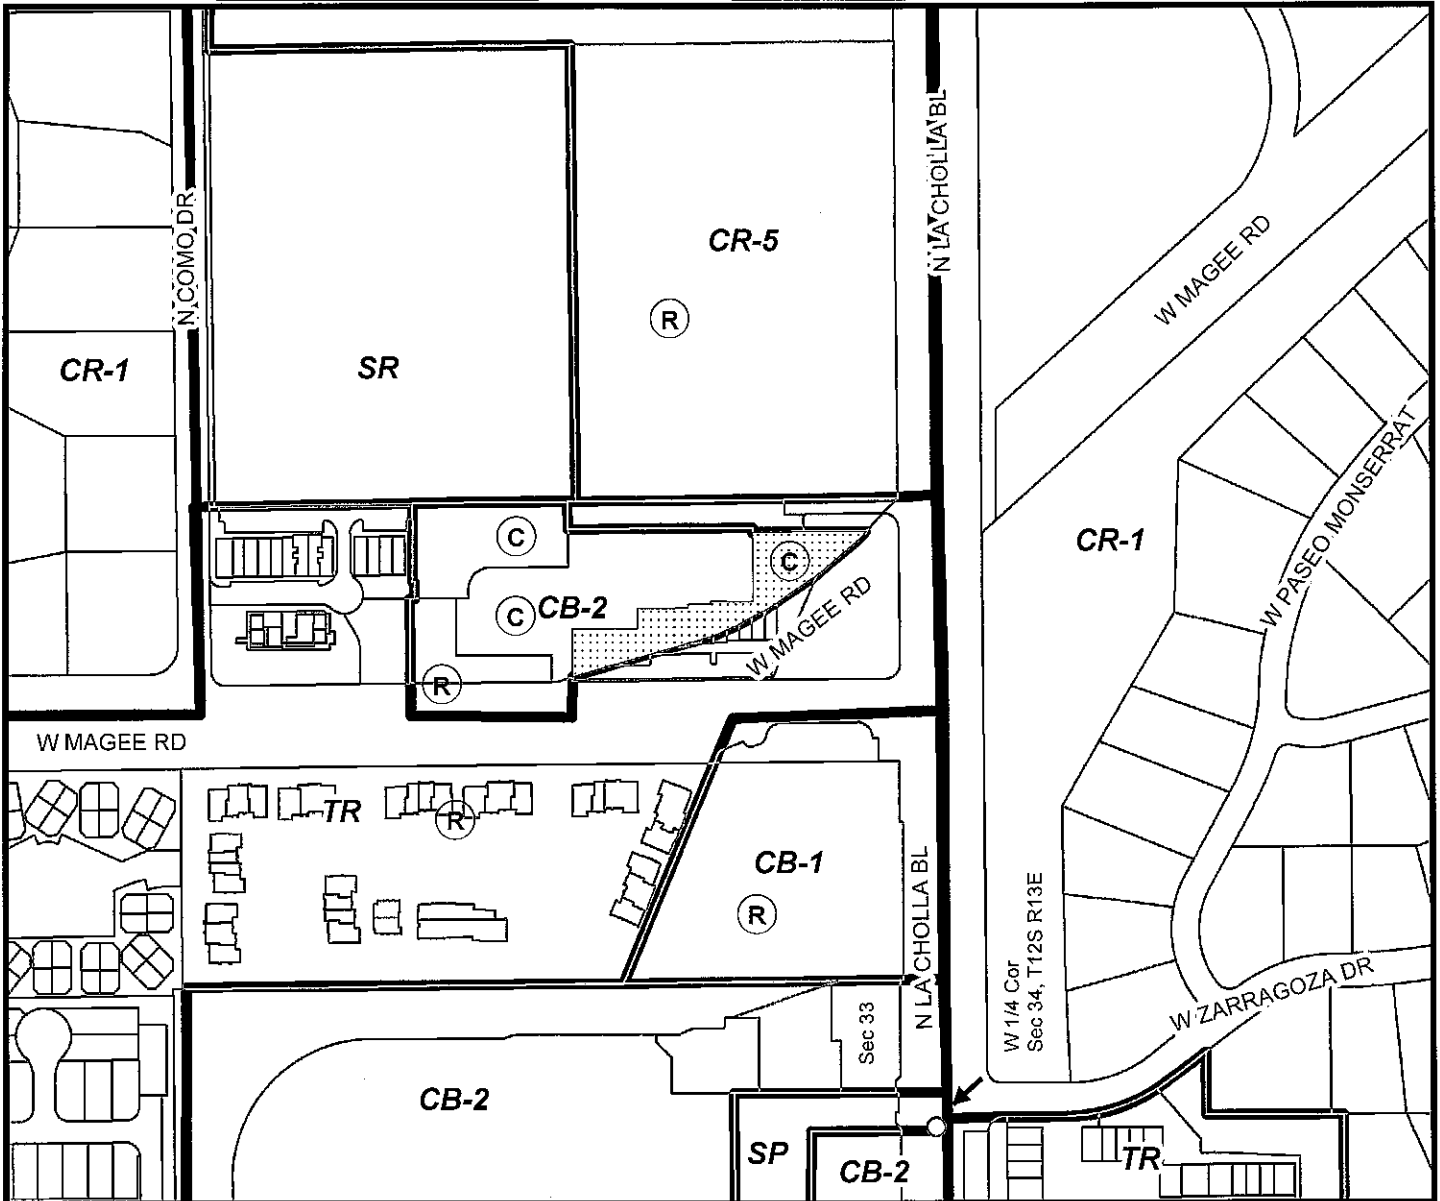 N COMO DR
N LA CHOLLA BL
CR-5
W MAGEE RD
R
CR-1
SR
W PASEO MONSERRAT
CR-1
C
C
C
CB-2
W MAGEE RD
R
W MAGEE RD
TR
R
CB-1
R
N LA CHOLLA BL
W 1/4 Cor
Sec 34, T12S R13E
W ZARRAGOZA DR
Sec 33
CB-2
SP
CB-2
TR